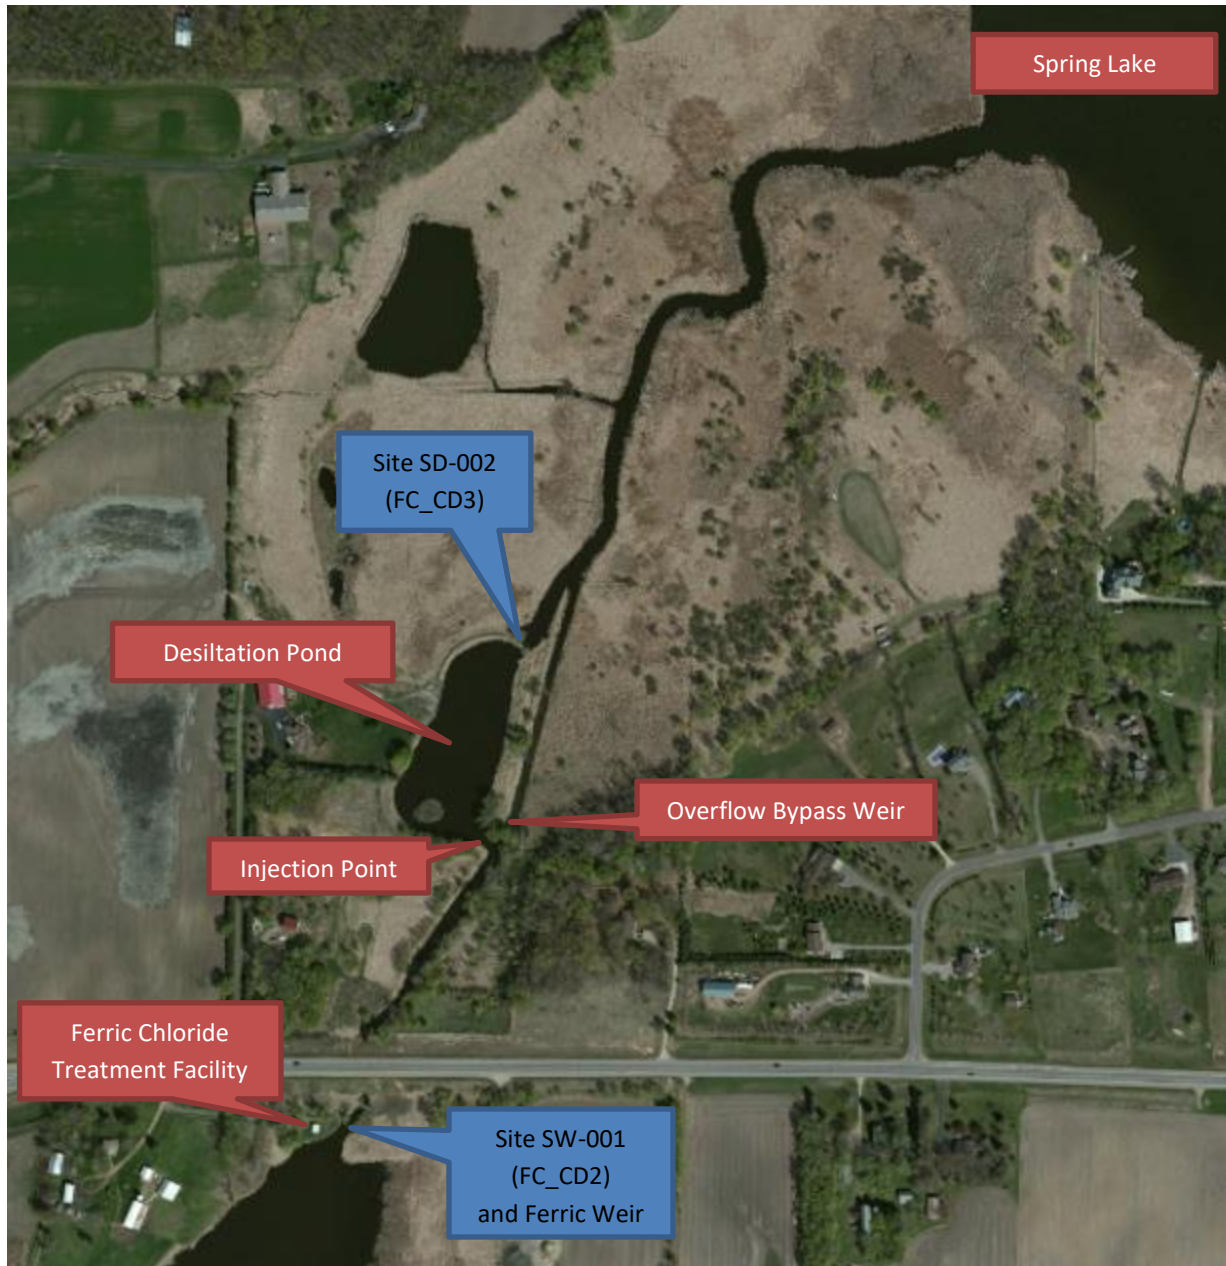 Spring Lake
Site SD-002
(FC_CD3)
Desiltation Pond
Overflow Bypass Weir
Injection Point
Ferric Chloride
Treatment Facility
Site SW-001
(FC_CD2)
and Ferric Weir